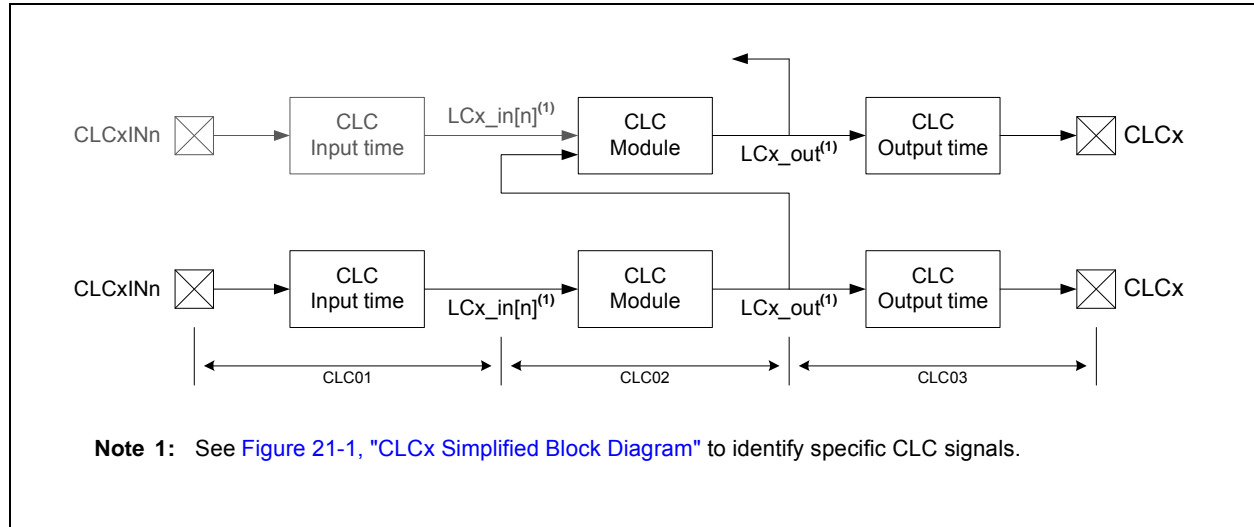 CLCxINn
CLC
Input time
LCx_in[n](1)
CLC
Module
LCx_out(1)
CLC
Output time
CLCx
CLCxINn
CLC
Input time
LCx_in[n](1)
CLC
Module
LCx_out(1)
CLC
Output time
CLCx
CLC01
CLC02
CLC03
Note 1: See Figure 21-1, "CLCx Simplified Block Diagram" to identify specific CLC signals.